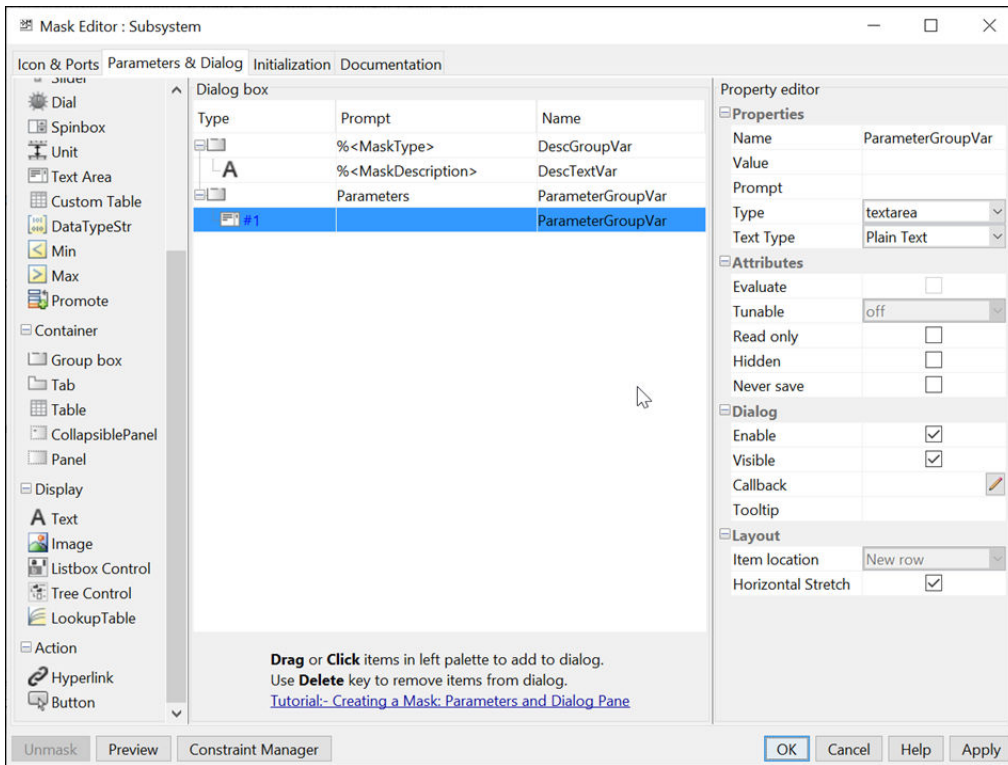 Mask Editor : Subsystem
Icon & Ports Parameters & Dialog Initialization Documentation
Slider
Dial
Spinbox
Unit
Text Area
Custom Table
DataTypeStr
Min
Max
Promote
Container
Group box
Tab
Table
CollapsiblePanel
Panel
Display
A Text
Image
Listbox Control
Tree Control
LookupTable
Action
Hyperlink
Button
Dialog box
Type Prompt Name
%<MaskType> DescGroupVar
A %<MaskDescription> DescTextVar
Parameters ParameterGroupVar
#1 ParameterGroupVar
Drag or Click items in left palette to add to dialog.
Use Delete key to remove items from dialog.
Tutorial:- Creating a Mask: Parameters and Dialog Pane
Property editor
Properties
Name ParameterGroupVar
Value
Prompt
Type textarea
Text Type Plain Text
Attributes
Evaluate
Tunable off
Read only
Hidden
Never save
Dialog
Enable
Visible
Callback
Tooltip
Layout
Item location New row
Horizontal Stretch
Unmask Preview Constraint Manager OK Cancel Help Apply